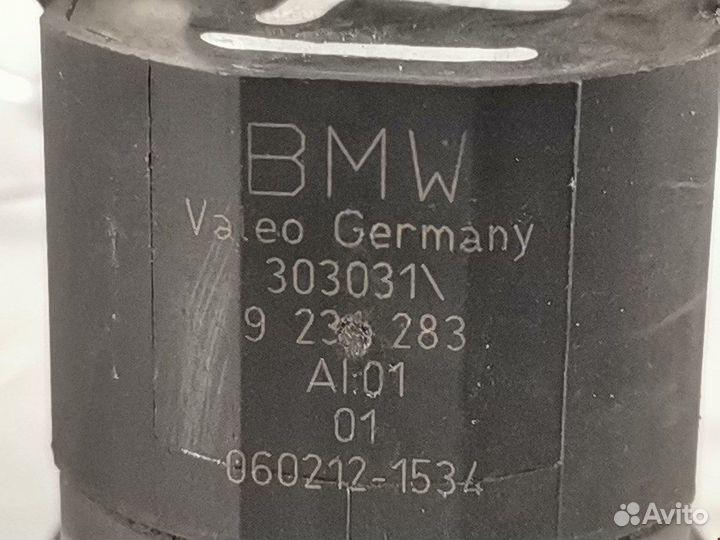 BMW
Valeo Germany
303031\
9 283
AI:01
01
060212-1534
Avito